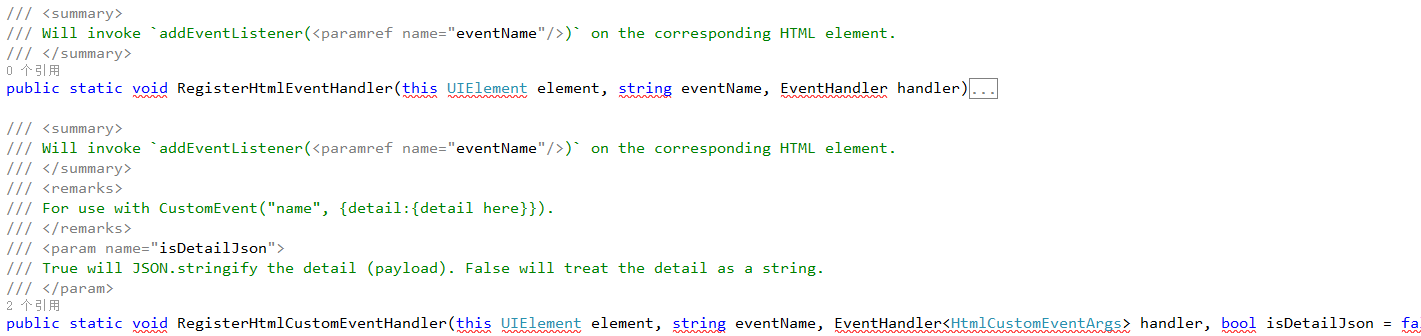 /// <summary>
/// Will invoke `addEventListener(<paramref name="eventName"/>)` on the corresponding HTML element.
/// </summary>
0 个引用
public static void RegisterHtmlEventHandler(this UIElement element, string eventName, EventHandler handler)...
/// <summary>
/// Will invoke `addEventListener(<paramref name="eventName"/>)` on the corresponding HTML element.
/// </summary>
/// <remarks>
/// For use with CustomEvent("name", {detail:{detail here}}).
/// </remarks>
/// <param name="isDetailJson">
/// True will JSON.stringify the detail (payload). False will treat the detail as a string.
/// </param>
2 个引用
public static void RegisterHtmlCustomEventHandler(this UIElement element, string eventName, EventHandler<HtmlCustomEventArgs> handler, bool isDetailJson = fa